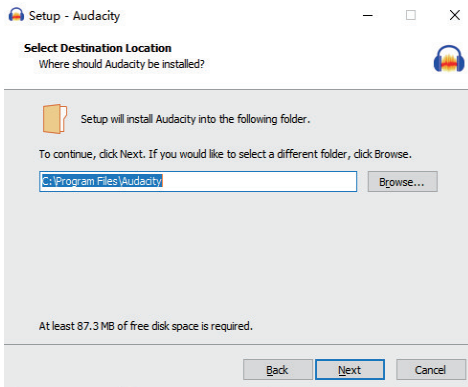 Setup - Audacity
Select Destination Location
Where should Audacity be installed?
Setup will install Audacity into the following folder.
To continue, click Next. If you would like to select a different folder, click Browse.
C:\Program Files\Audacity
Browse...
At least 87.3 MB of free disk space is required.
Back Next Cancel